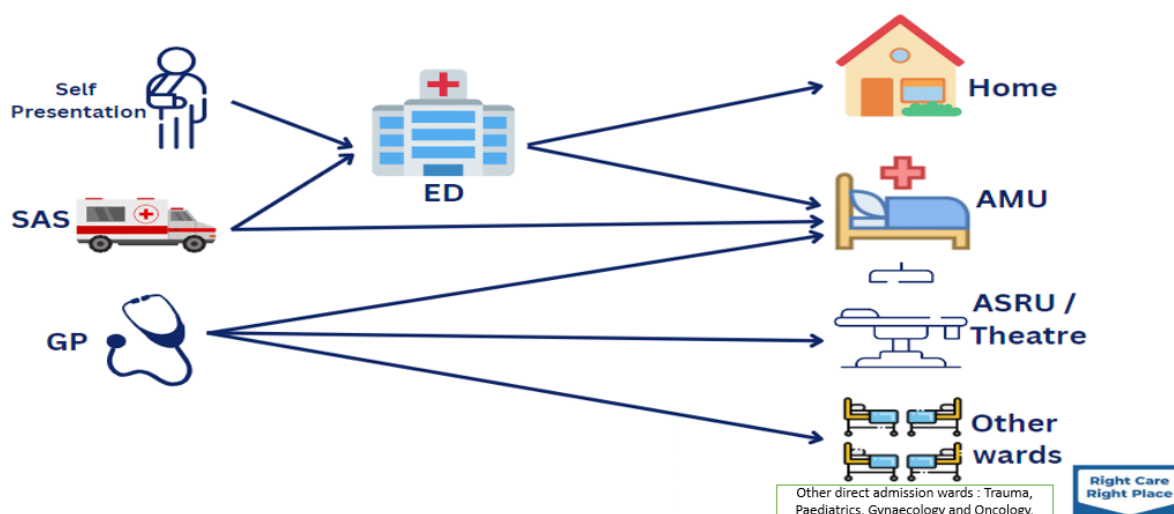 Self
Presentation
SAS
GP
ED
Home
AMU
ASRU /
Theatre
Other
wards
Other direct admission wards : Trauma,
Paediatrics, Gynaecology and Oncology.
Right Care
Right Place